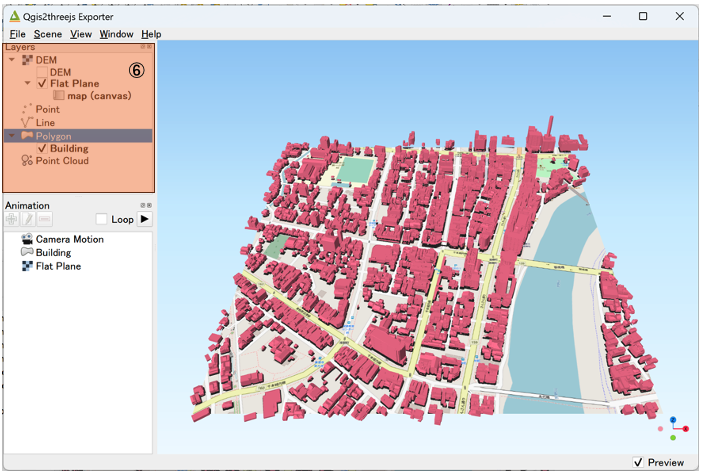 Qgis2threejs Exporter
File Scene View Window Help
Layers
DEM
⑥
DEM
Flat Plane
map (canvas)
Point
Line
Polygon
Building
Point Cloud
Animation
Loop
Camera Motion
Building
Flat Plane
Preview